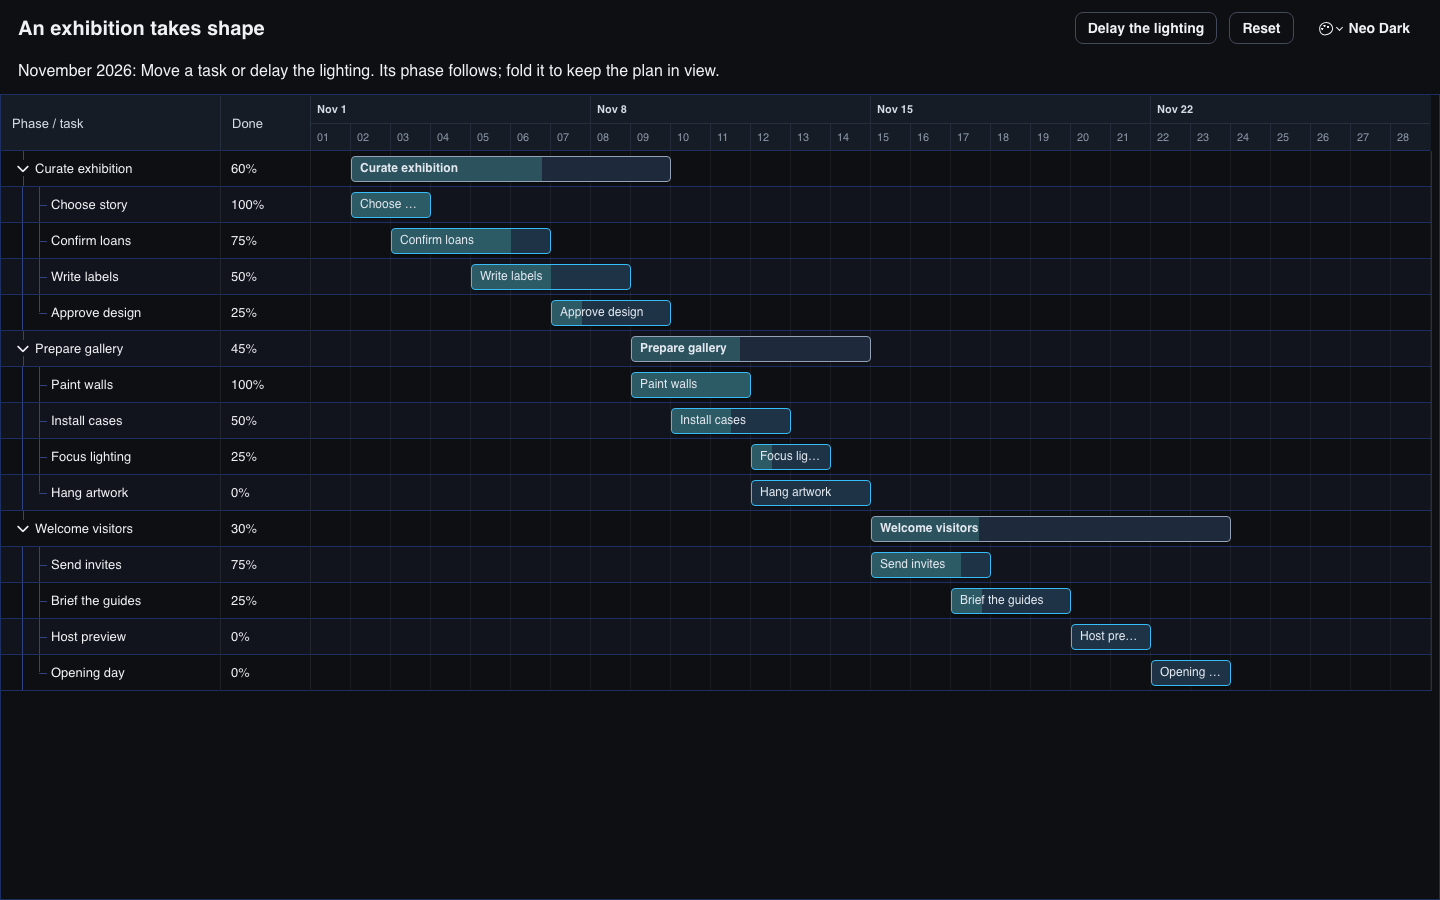 An exhibition takes shape
Delay the lighting
Reset
Neo Dark
November 2026: Move a task or delay the lighting. Its phase follows; fold it to keep the plan in view.
Phase / task
Done
Nov 1
Nov 8
Nov 15
Nov 22
01 02 03 04 05 06 07 08 09 10 11 12 13 14 15 16 17 18 19 20 21 22 23 24 25 26 27 28
Curate exhibition 60% Curate exhibition
Choose story 100% Choose ...
Confirm loans 75% Confirm loans
Write labels 50% Write labels
Approve design 25% Approve design
Prepare gallery 45% Prepare gallery
Paint walls 100% Paint walls
Install cases 50% Install cases
Focus lighting 25% Focus lig...
Hang artwork 0% Hang artwork
Welcome visitors 30% Welcome visitors
Send invites 75% Send invites
Brief the guides 25% Brief the guides
Host preview 0% Host pre...
Opening day 0% Opening ...